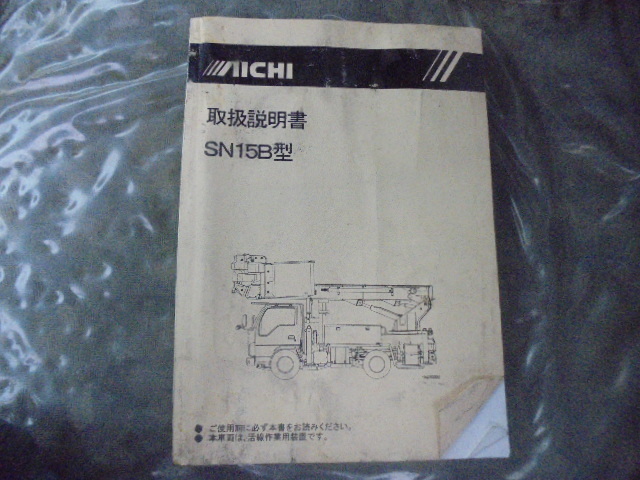 AICHI
取扱説明書
SN15B型
● ご使用前に必ず本書をお読みください。
● 本車両は、活線作業用装置です。